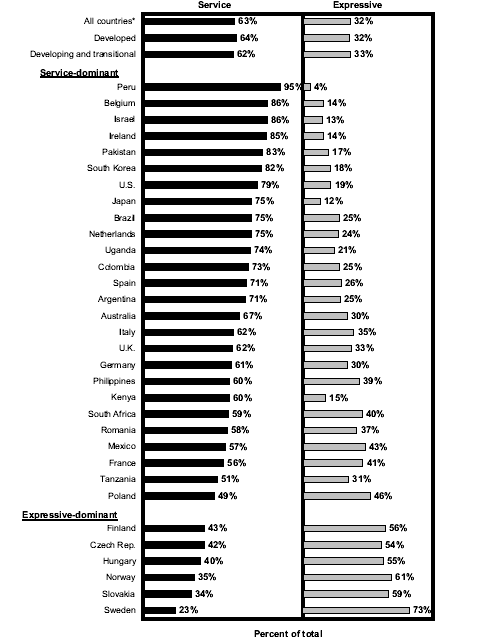 Service Expressive
All countries* 63% 32%
Developed 64% 32%
Developing and transitional 62% 33%
Service-dominant
Peru 95% 4%
Belgium 86% 14%
Israel 86% 13%
Ireland 85% 14%
Pakistan 83% 17%
South Korea 82% 18%
U.S. 79% 19%
Japan 75% 12%
Brazil 75% 25%
Netherlands 75% 24%
Uganda 74% 21%
Colombia 73% 25%
Spain 71% 26%
Argentina 71% 25%
Australia 67% 30%
Italy 62% 35%
U.K. 62% 33%
Germany 61% 30%
Philippines 60% 39%
Kenya 60% 15%
South Africa 59% 40%
Romania 58% 37%
Mexico 57% 43%
France 56% 41%
Tanzania 51% 31%
Poland 49% 46%
Expressive-dominant
Finland 43% 56%
Czech Rep. 42% 54%
Hungary 40% 55%
Norway 35% 61%
Slovakia 34% 59%
Sweden 23% 73%
Percent of total